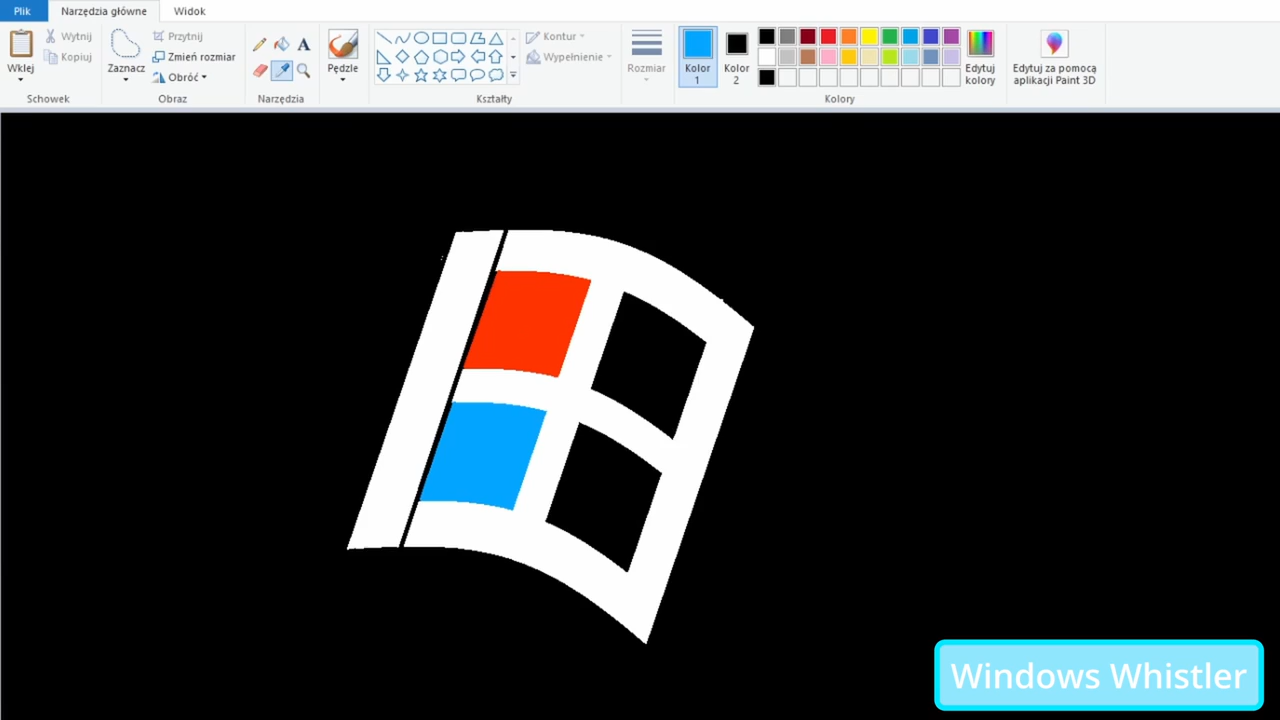 Plik
Narzędzia główne
Widok
Wklej
Wytnij
Kopiuj
Schowek
Zaznacz
Przytnij
Zmień rozmiar
Obróć
Obraz
A
Narzędzia
Pędzle
Kontur
Wypełnienie
Kształty
Rozmiar
Kolor
1
Kolor
2
Edytuj
kolory
Kolory
Edytuj za pomocą
aplikacji Paint 3D
Windows Whistler